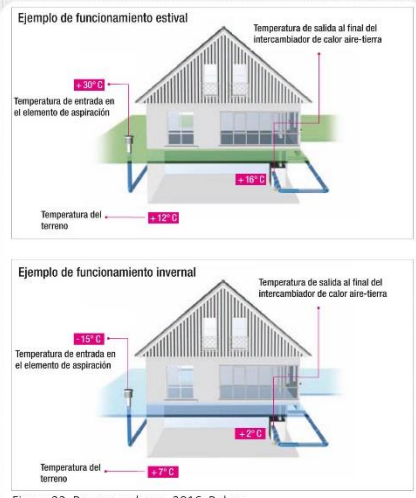 Ejemplo de funcionamiento estival
Temperatura de salida al final del
intercambiador de calor aire-tierra
+30° C
Temperatura de entrada en
el elemento de aspiración
+16° C
Temperatura del
terreno
+12° C
Ejemplo de funcionamiento invernal
Temperatura de salida al final del
intercambiador de calor aire-tierra
-15° C
Temperatura de entrada en
el elemento de aspiración
+2° C
Temperatura del
terreno
+7° C